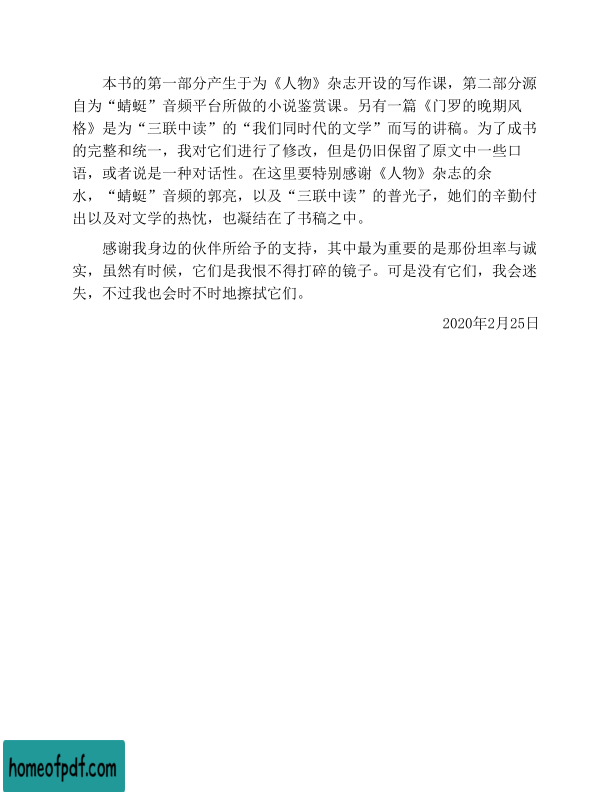 本书的第一部分产生于为《人物》杂志开设的写作课，第二部分源
自为“蜻蜓”音频平台所做的小说鉴赏课。另有一篇《门罗的晚期风
格》是为“三联中读”的“我们同时代的文学”而写的讲稿。为了成书
的完整和统一，我对它们进行了修改，但是仍旧保留了原文中一些口
语，或者说是一种对话性。在这里要特别感谢《人物》杂志的余
水，“蜻蜓”音频的郭亮，以及“三联中读”的普光子，她们的辛勤付
出以及对文学的热忱，也凝结在了书稿之中。
感谢我身边的伙伴所给予的支持，其中最为重要的是那份坦率与诚
实，虽然有时候，它们是我恨不得打碎的镜子。可是没有它们，我会迷
失，不过我也会时不时地擦拭它们。
2020年2月25日
homeofpdf.com